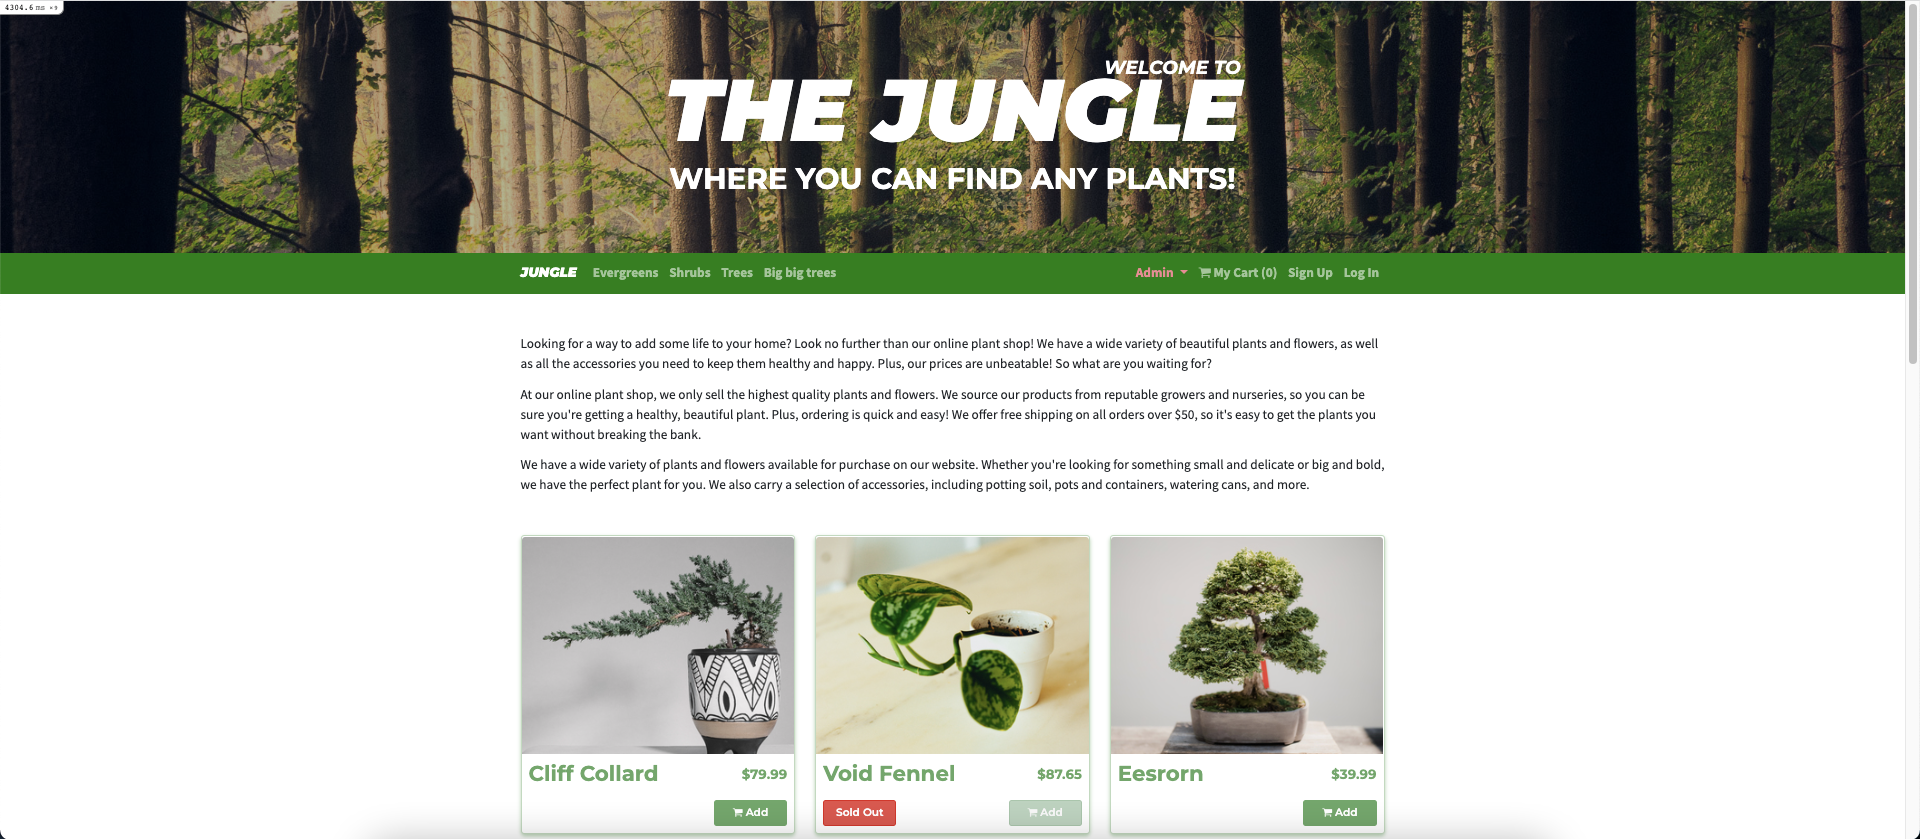 4304.6 ms ×9
WELCOME TO
THE JUNGLE
WHERE YOU CAN FIND ANY PLANTS!
JUNGLE Evergreens Shrubs Trees Big big trees Admin My Cart (0) Sign Up Log In
Looking for a way to add some life to your home? Look no further than our online plant shop! We have a wide variety of beautiful plants and flowers, as well
as all the accessories you need to keep them healthy and happy. Plus, our prices are unbeatable! So what are you waiting for?
At our online plant shop, we only sell the highest quality plants and flowers. We source our products from reputable growers and nurseries, so you can be
sure you're getting a healthy, beautiful plant. Plus, ordering is quick and easy! We offer free shipping on all orders over $50, so it's easy to get the plants you
want without breaking the bank.
We have a wide variety of plants and flowers available for purchase on our website. Whether you're looking for something small and delicate or big and bold,
we have the perfect plant for you. We also carry a selection of accessories, including potting soil, pots and containers, watering cans, and more.
Cliff Collard $79.99
Add
Void Fennel $87.65
Sold Out Add
Eesrorn $39.99
Add